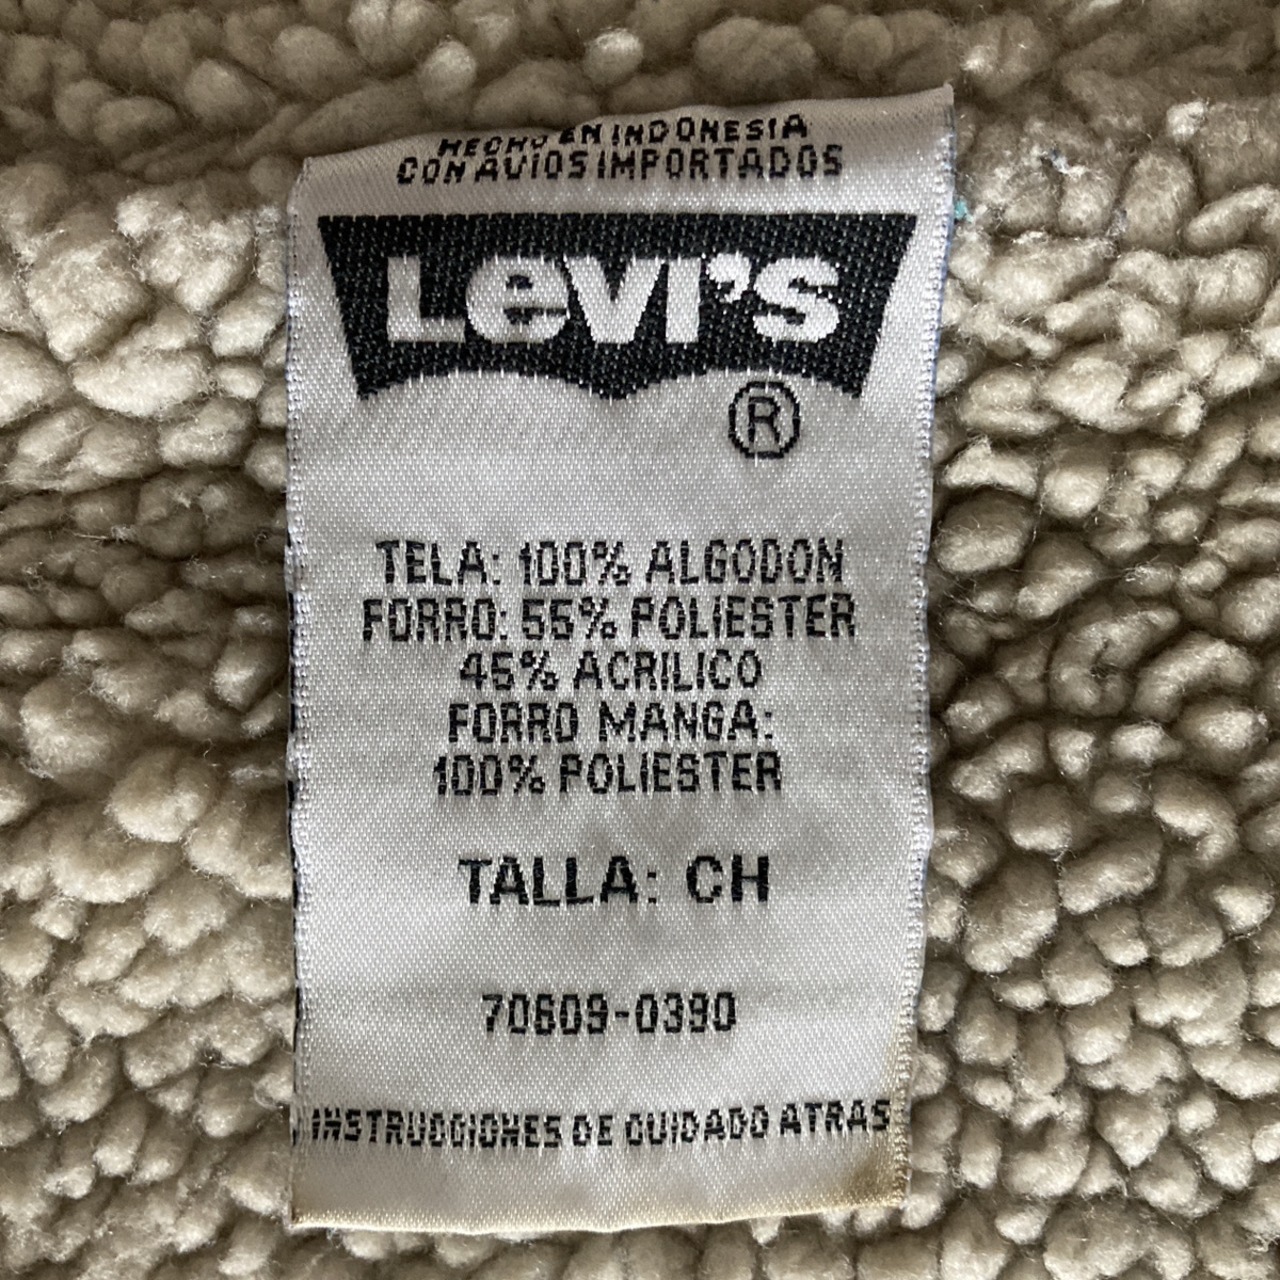 HECHO EN INDONESIA
CON AVIOS IMPORTADOS
Levi's
®
TELA: 100% ALGODON
FORRO: 55% POLIESTER
45% ACRILICO
FORRO MANGA:
100% POLIESTER
TALLA: CH
70609-0390
INSTRUCCIONES DE CUIDADO ATRAS